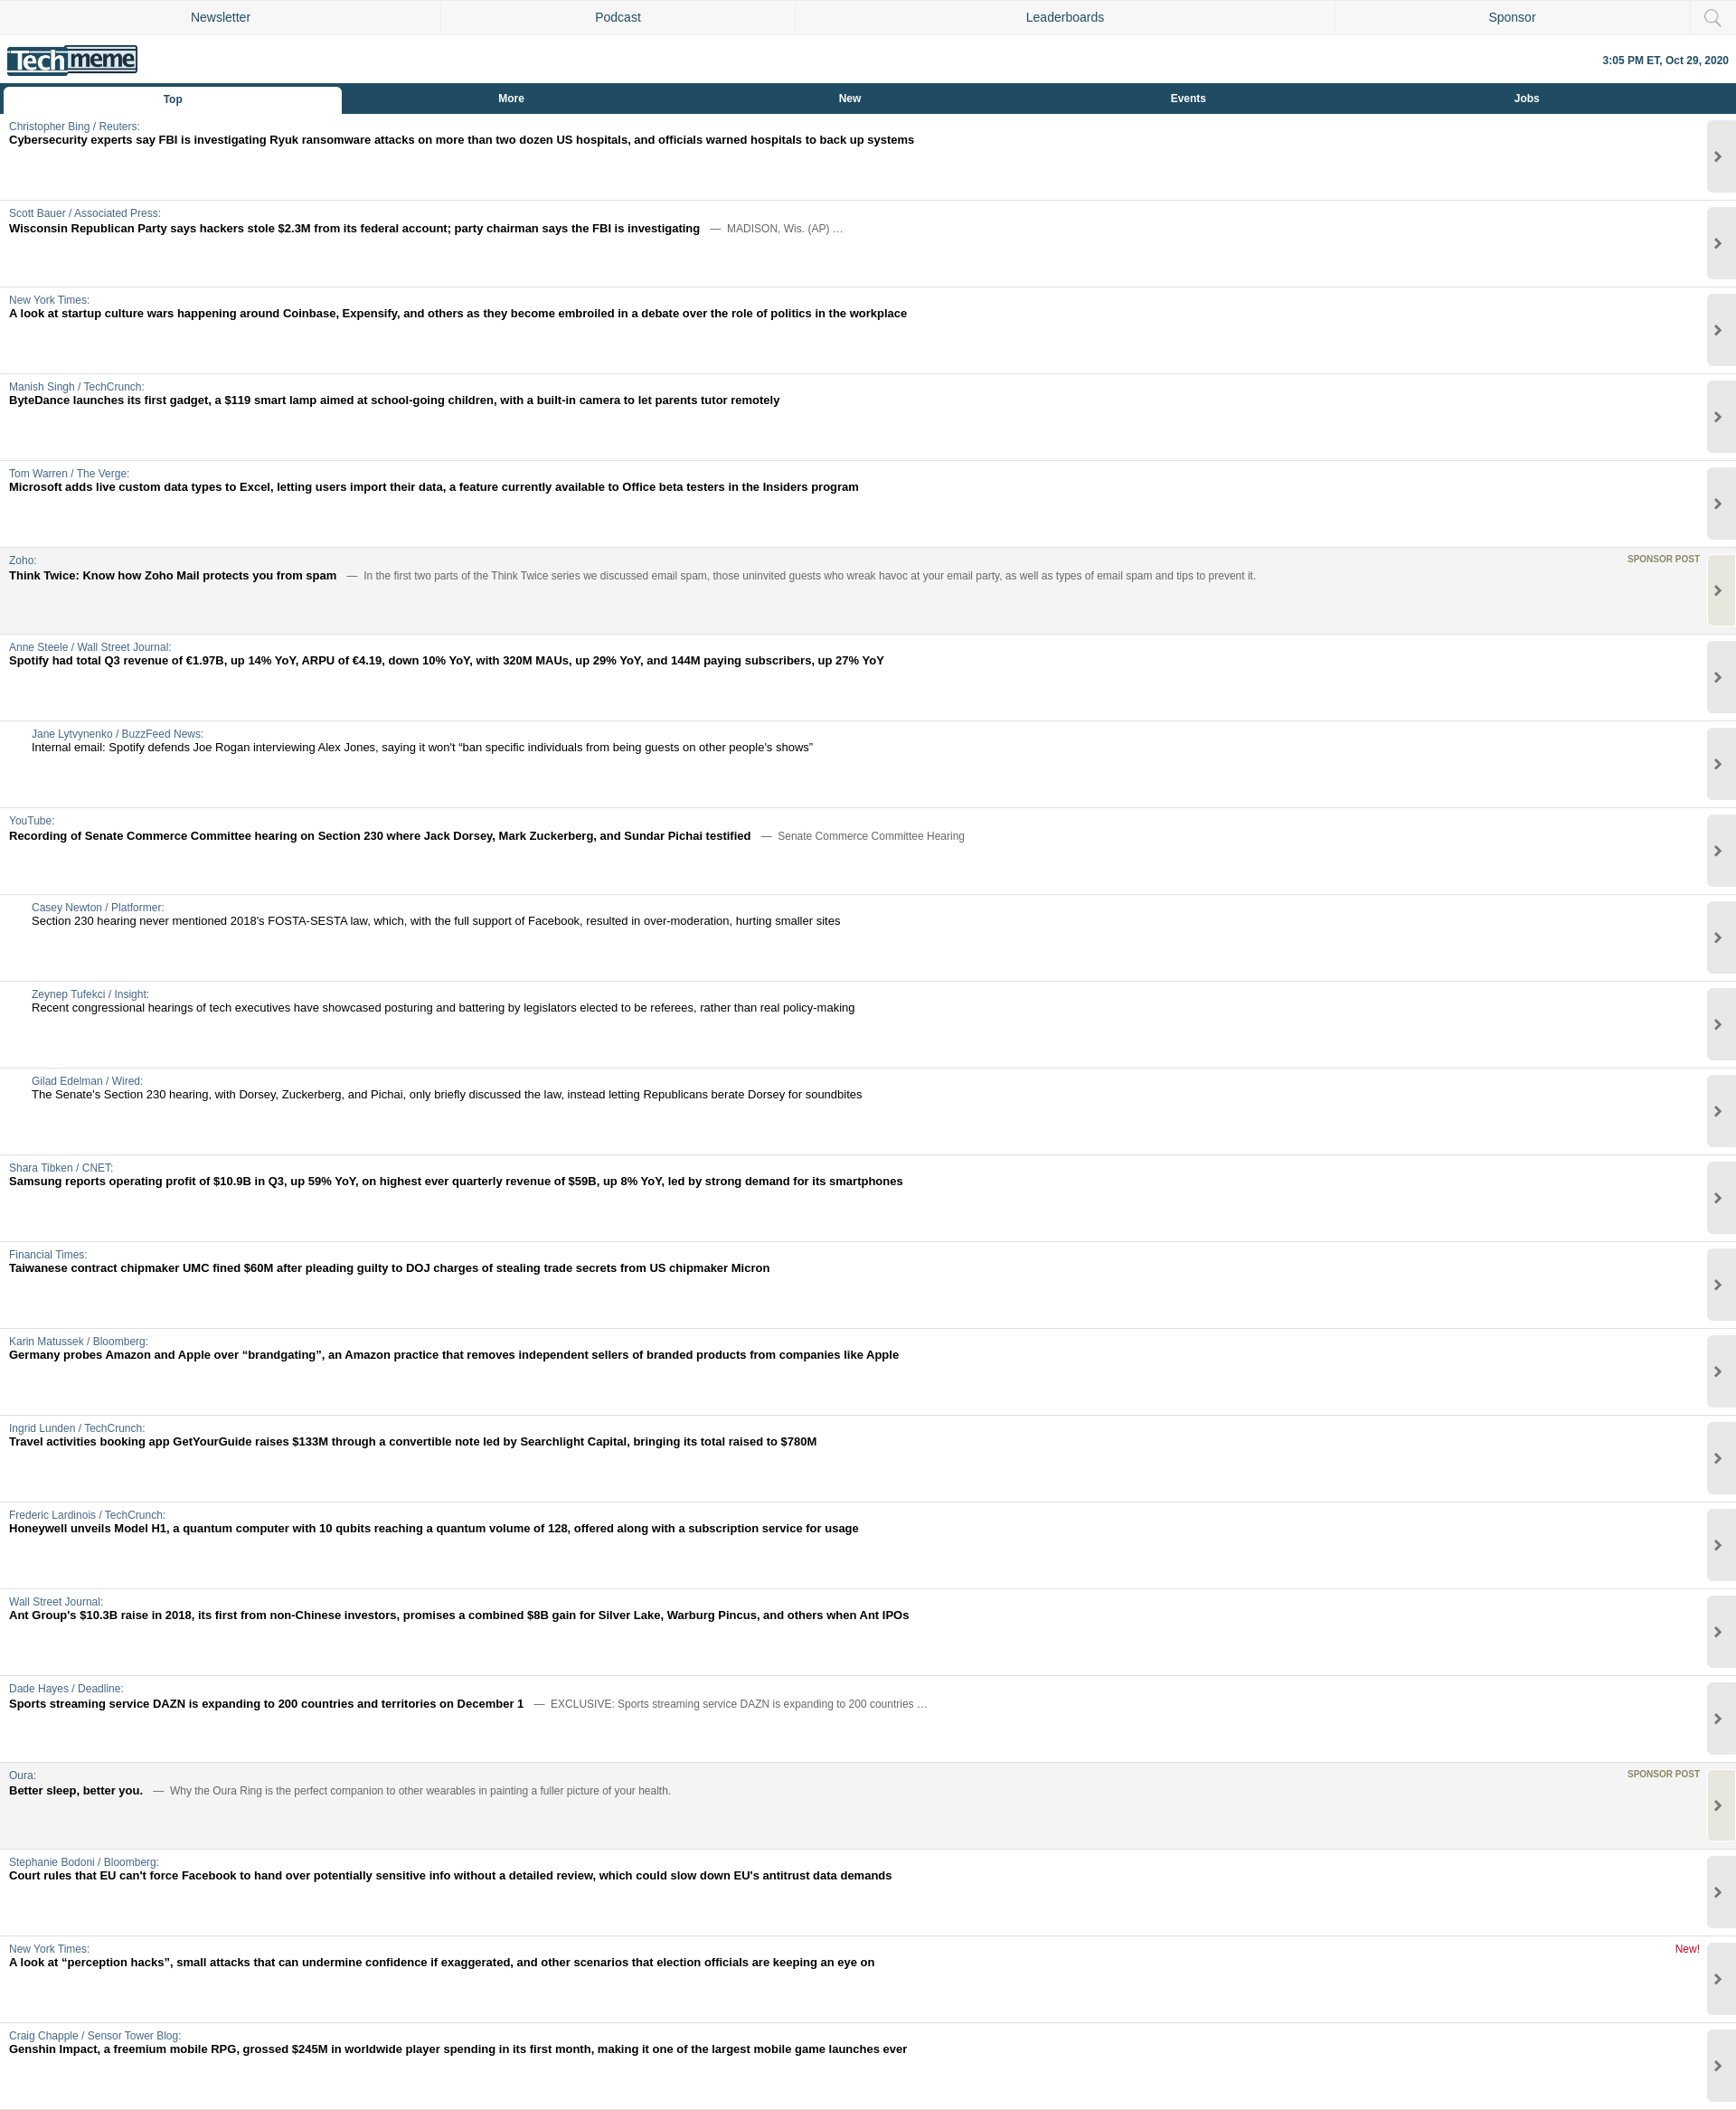 Newsletter
Podcast
Leaderboards
Sponsor
Techmeme
3:05 PM ET, Oct 29, 2020
Top
More
New
Events
Jobs
Christopher Bing / Reuters:
Cybersecurity experts say FBI is investigating Ryuk ransomware attacks on more than two dozen US hospitals, and officials warned hospitals to back up systems
Scott Bauer / Associated Press:
Wisconsin Republican Party says hackers stole $2.3M from its federal account; party chairman says the FBI is investigating — MADISON, Wis. (AP) …
New York Times:
A look at startup culture wars happening around Coinbase, Expensify, and others as they become embroiled in a debate over the role of politics in the workplace
Manish Singh / TechCrunch:
ByteDance launches its first gadget, a $119 smart lamp aimed at school-going children, with a built-in camera to let parents tutor remotely
Tom Warren / The Verge:
Microsoft adds live custom data types to Excel, letting users import their data, a feature currently available to Office beta testers in the Insiders program
Zoho:
SPONSOR POST
Think Twice: Know how Zoho Mail protects you from spam — In the first two parts of the Think Twice series we discussed email spam, those uninvited guests who wreak havoc at your email party, as well as types of email spam and tips to prevent it.
Anne Steele / Wall Street Journal:
Spotify had total Q3 revenue of €1.97B, up 14% YoY, ARPU of €4.19, down 10% YoY, with 320M MAUs, up 29% YoY, and 144M paying subscribers, up 27% YoY
Jane Lytvynenko / BuzzFeed News:
Internal email: Spotify defends Joe Rogan interviewing Alex Jones, saying it won't “ban specific individuals from being guests on other people's shows”
YouTube:
Recording of Senate Commerce Committee hearing on Section 230 where Jack Dorsey, Mark Zuckerberg, and Sundar Pichai testified — Senate Commerce Committee Hearing
Casey Newton / Platformer:
Section 230 hearing never mentioned 2018's FOSTA-SESTA law, which, with the full support of Facebook, resulted in over-moderation, hurting smaller sites
Zeynep Tufekci / Insight:
Recent congressional hearings of tech executives have showcased posturing and battering by legislators elected to be referees, rather than real policy-making
Gilad Edelman / Wired:
The Senate's Section 230 hearing, with Dorsey, Zuckerberg, and Pichai, only briefly discussed the law, instead letting Republicans berate Dorsey for soundbites
Shara Tibken / CNET:
Samsung reports operating profit of $10.9B in Q3, up 59% YoY, on highest ever quarterly revenue of $59B, up 8% YoY, led by strong demand for its smartphones
Financial Times:
Taiwanese contract chipmaker UMC fined $60M after pleading guilty to DOJ charges of stealing trade secrets from US chipmaker Micron
Karin Matussek / Bloomberg:
Germany probes Amazon and Apple over “brandgating”, an Amazon practice that removes independent sellers of branded products from companies like Apple
Ingrid Lunden / TechCrunch:
Travel activities booking app GetYourGuide raises $133M through a convertible note led by Searchlight Capital, bringing its total raised to $780M
Frederic Lardinois / TechCrunch:
Honeywell unveils Model H1, a quantum computer with 10 qubits reaching a quantum volume of 128, offered along with a subscription service for usage
Wall Street Journal:
Ant Group's $10.3B raise in 2018, its first from non-Chinese investors, promises a combined $8B gain for Silver Lake, Warburg Pincus, and others when Ant IPOs
Dade Hayes / Deadline:
Sports streaming service DAZN is expanding to 200 countries and territories on December 1 — EXCLUSIVE: Sports streaming service DAZN is expanding to 200 countries …
Oura:
SPONSOR POST
Better sleep, better you. — Why the Oura Ring is the perfect companion to other wearables in painting a fuller picture of your health.
Stephanie Bodoni / Bloomberg:
Court rules that EU can't force Facebook to hand over potentially sensitive info without a detailed review, which could slow down EU's antitrust data demands
New York Times:
New!
A look at “perception hacks”, small attacks that can undermine confidence if exaggerated, and other scenarios that election officials are keeping an eye on
Craig Chapple / Sensor Tower Blog:
Genshin Impact, a freemium mobile RPG, grossed $245M in worldwide player spending in its first month, making it one of the largest mobile game launches ever